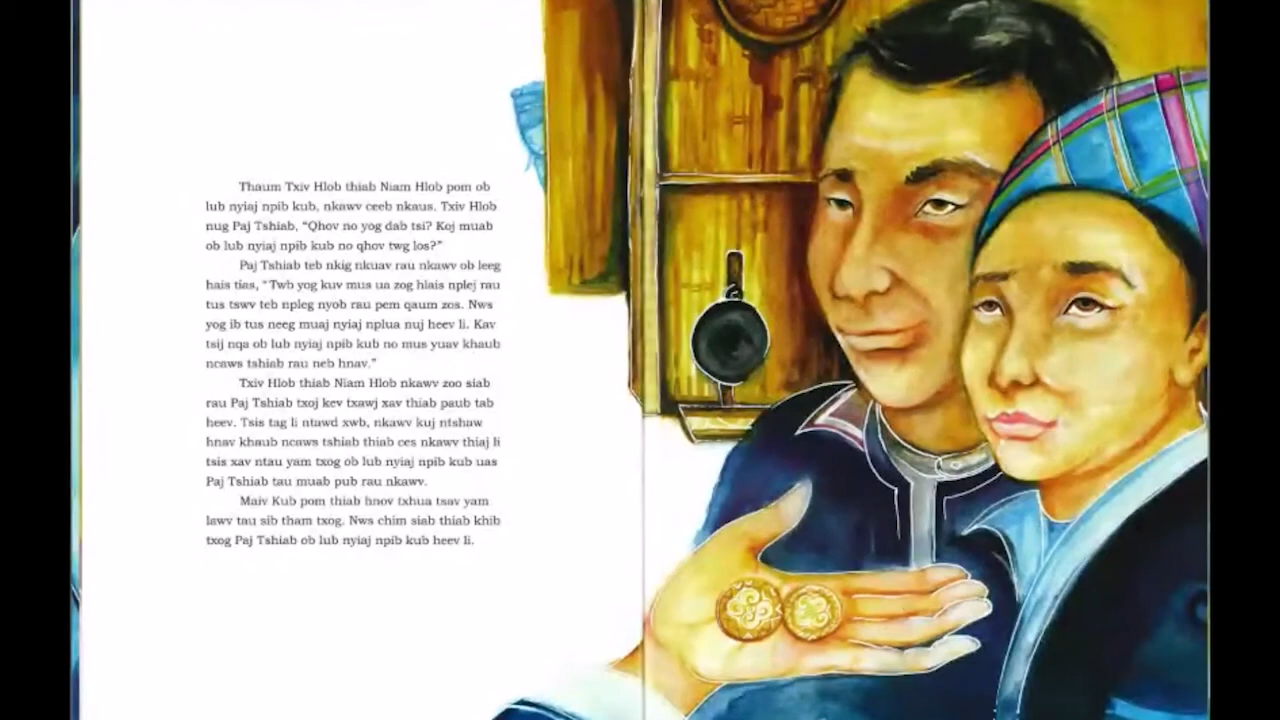 Thaum Txiv Hlob thiab Niam Hlob pom ob
lub nyiaj npib kub, nkawv ceeb nkaus. Txiv Hlob
nug Paj Tshiab, “Qhov no yog dab tsi? Koj muab
ob lub nyiaj npib kub no qhov twg los?”
Paj Tshiab teb nkig nkuav rau nkawv ob leeg
hais tias, “Twb yog kuv mus ua zog hlais nplej rau
tus tswv teb npleg nyob rau pem qaum zos. Nws
yog ib tus neeg muaj nyiaj nplua nuj heev li. Kav
tsij nqa ob lub nyiaj npib kub no mus yuav khaub
ncaws tshiab rau neb hnav.”
Txiv Hlob thiab Niam Hlob nkawv zoo siab
rau Paj Tshiab txoj kev txawj xav thiab paub tab
heev. Tsis tag li ntawd xwb, nkawv kuj ntshaw
hnav khaub ncaws tshiab thiab ces nkawv thiaj li
tsis xav ntau yam txog ob lub nyiaj npib kub uas
Paj Tshiab tau muab pub rau nkawv.
Maiv Kub pom thiab hnov txhua tsav yam
lawv tau sib tham txog. Nws chim siab thiab khib
txog Paj Tshiab ob lub nyiaj npib kub heev li.